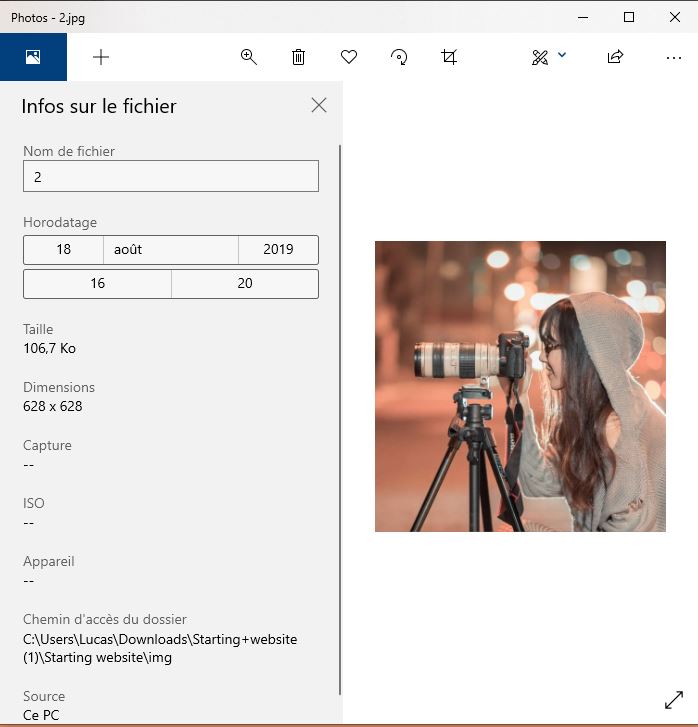 Photos - 2.jpg
Infos sur le fichier
Nom de fichier
2
Horodatage
18 août 2019
16 20
Taille
106,7 Ko
Dimensions
628 x 628
Capture
--
ISO
--
Appareil
--
Chemin d'accès du dossier
C:\Users\Lucas\Downloads\Starting+website
(1)\Starting website\img
Source
Ce PC